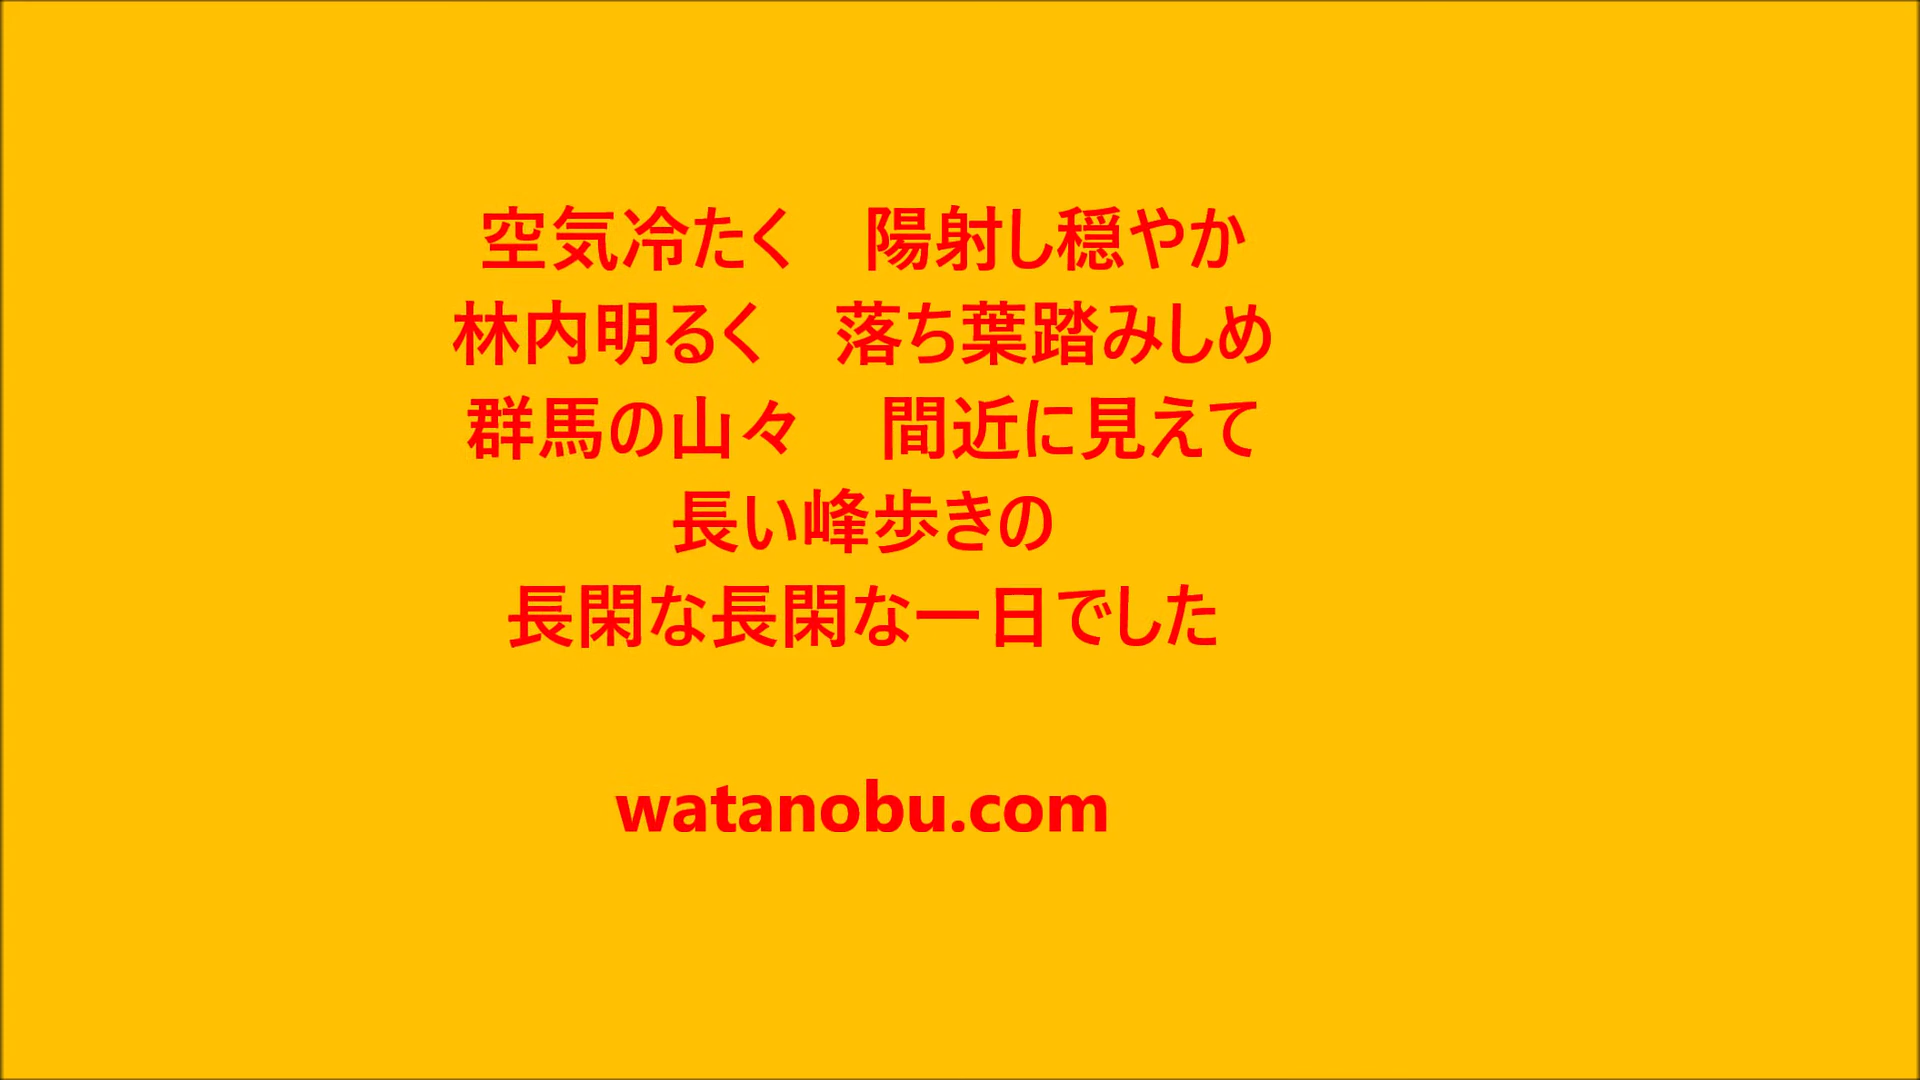 空気冷たく　陽射し穏やか
林内明るく　落ち葉踏みしめ
群馬の山々　間近に見えて
長い峰歩きの
長閑な長閑な一日でした
watanobu.com